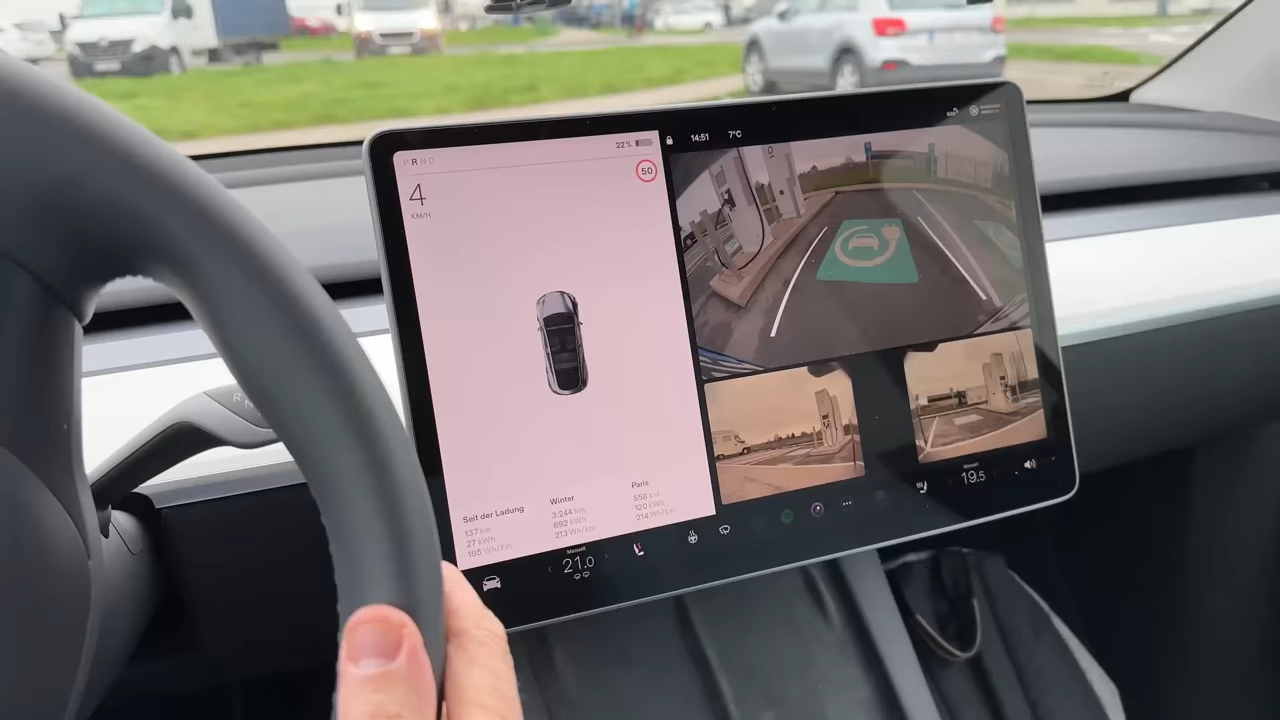 P R N D
22 %
14:51
7°C
50
4
KM/H
Seit der Ladung
137 km
27 kWh
195 Wh/km
Winter
3.244 km
692 kWh
213 Wh/km
Paris
558 km
120 kWh
214 Wh/km
Manuell
21.0
Manuell
19.5
R
N